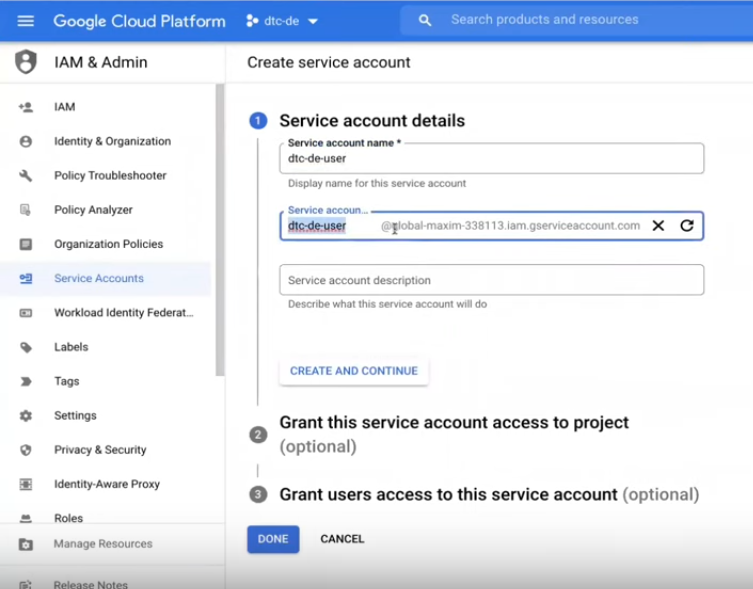 Google Cloud Platform
dtc-de
Search products and resources
IAM & Admin
Create service account
IAM
Identity & Organization
Policy Troubleshooter
Policy Analyzer
Organization Policies
Service Accounts
Workload Identity Federat...
Labels
Tags
Settings
Privacy & Security
Identity-Aware Proxy
Roles
Manage Resources
Release Notes
1 Service account details
Service account name *
dtc-de-user
Display name for this service account
Service accoun...
dtc-de-user @global-maxim-338113.iam.gserviceaccount.com
Service account description
Describe what this service account will do
CREATE AND CONTINUE
2 Grant this service account access to project
(optional)
3 Grant users access to this service account (optional)
DONE CANCEL